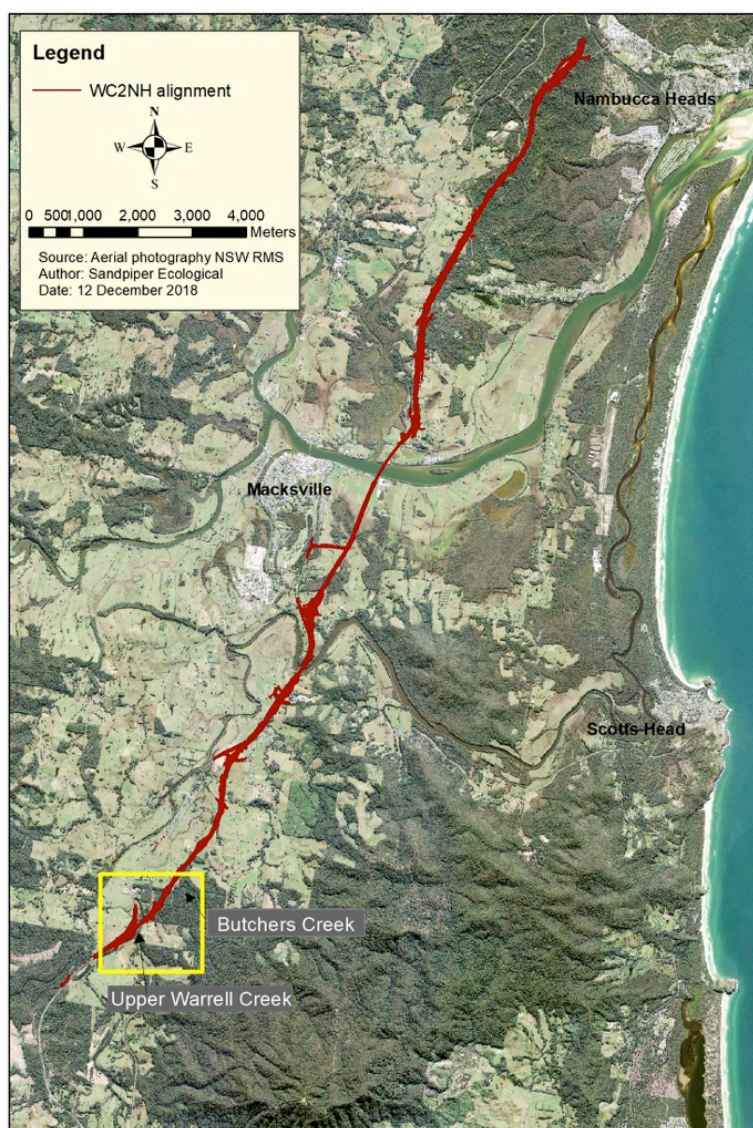 Legend
WC2NH alignment
N
W E
S
0 5001,000 2,000 3,000 4,000
Meters
Source: Aerial photography NSW RMS
Author: Sandpiper Ecological
Date: 12 December 2018
Nambucca Heads
Macksville
Scotts Head
Butchers Creek
Upper Warrell Creek